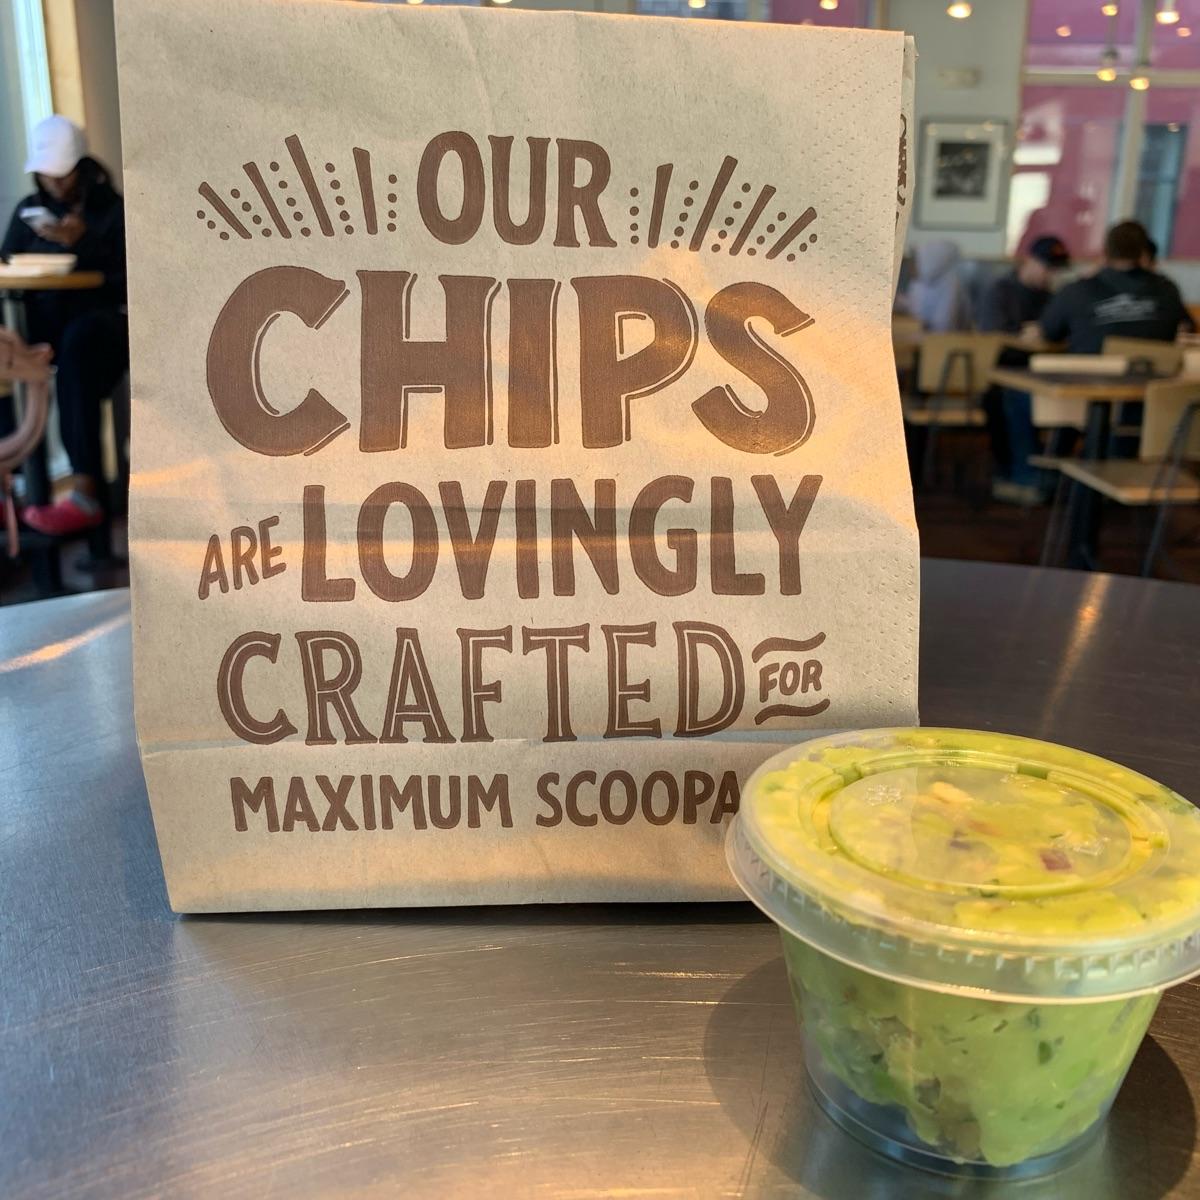 OUR
CHIPS
ARE LOVINGLY
CRAFTED FOR
MAXIMUM SCOOPA